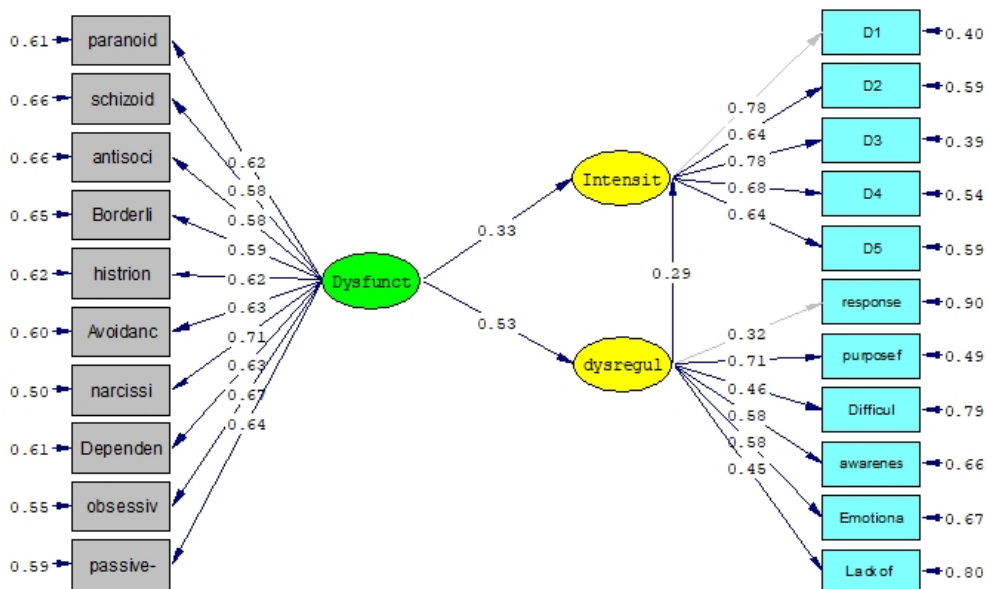 0.61
paranoid
0.66
schizoid
0.66
antisoci
0.65
Borderli
0.62
histrion
0.60
Avoidanc
0.50
narcissi
0.61
Dependen
0.55
obsessiv
0.59
passive-
0.62
0.58
0.58
0.59
0.62
0.63
0.71
0.63
0.67
0.64
Dysfunct
0.33
0.53
Intensit
0.29
dysregul
0.78
0.64
0.78
0.68
0.64
0.32
0.71
0.46
0.58
0.58
0.45
D1
0.40
D2
0.59
D3
0.39
D4
0.54
D5
0.59
response
0.90
purposef
0.49
Difficul
0.79
awarenes
0.66
Emotiona
0.67
Lack of
0.80